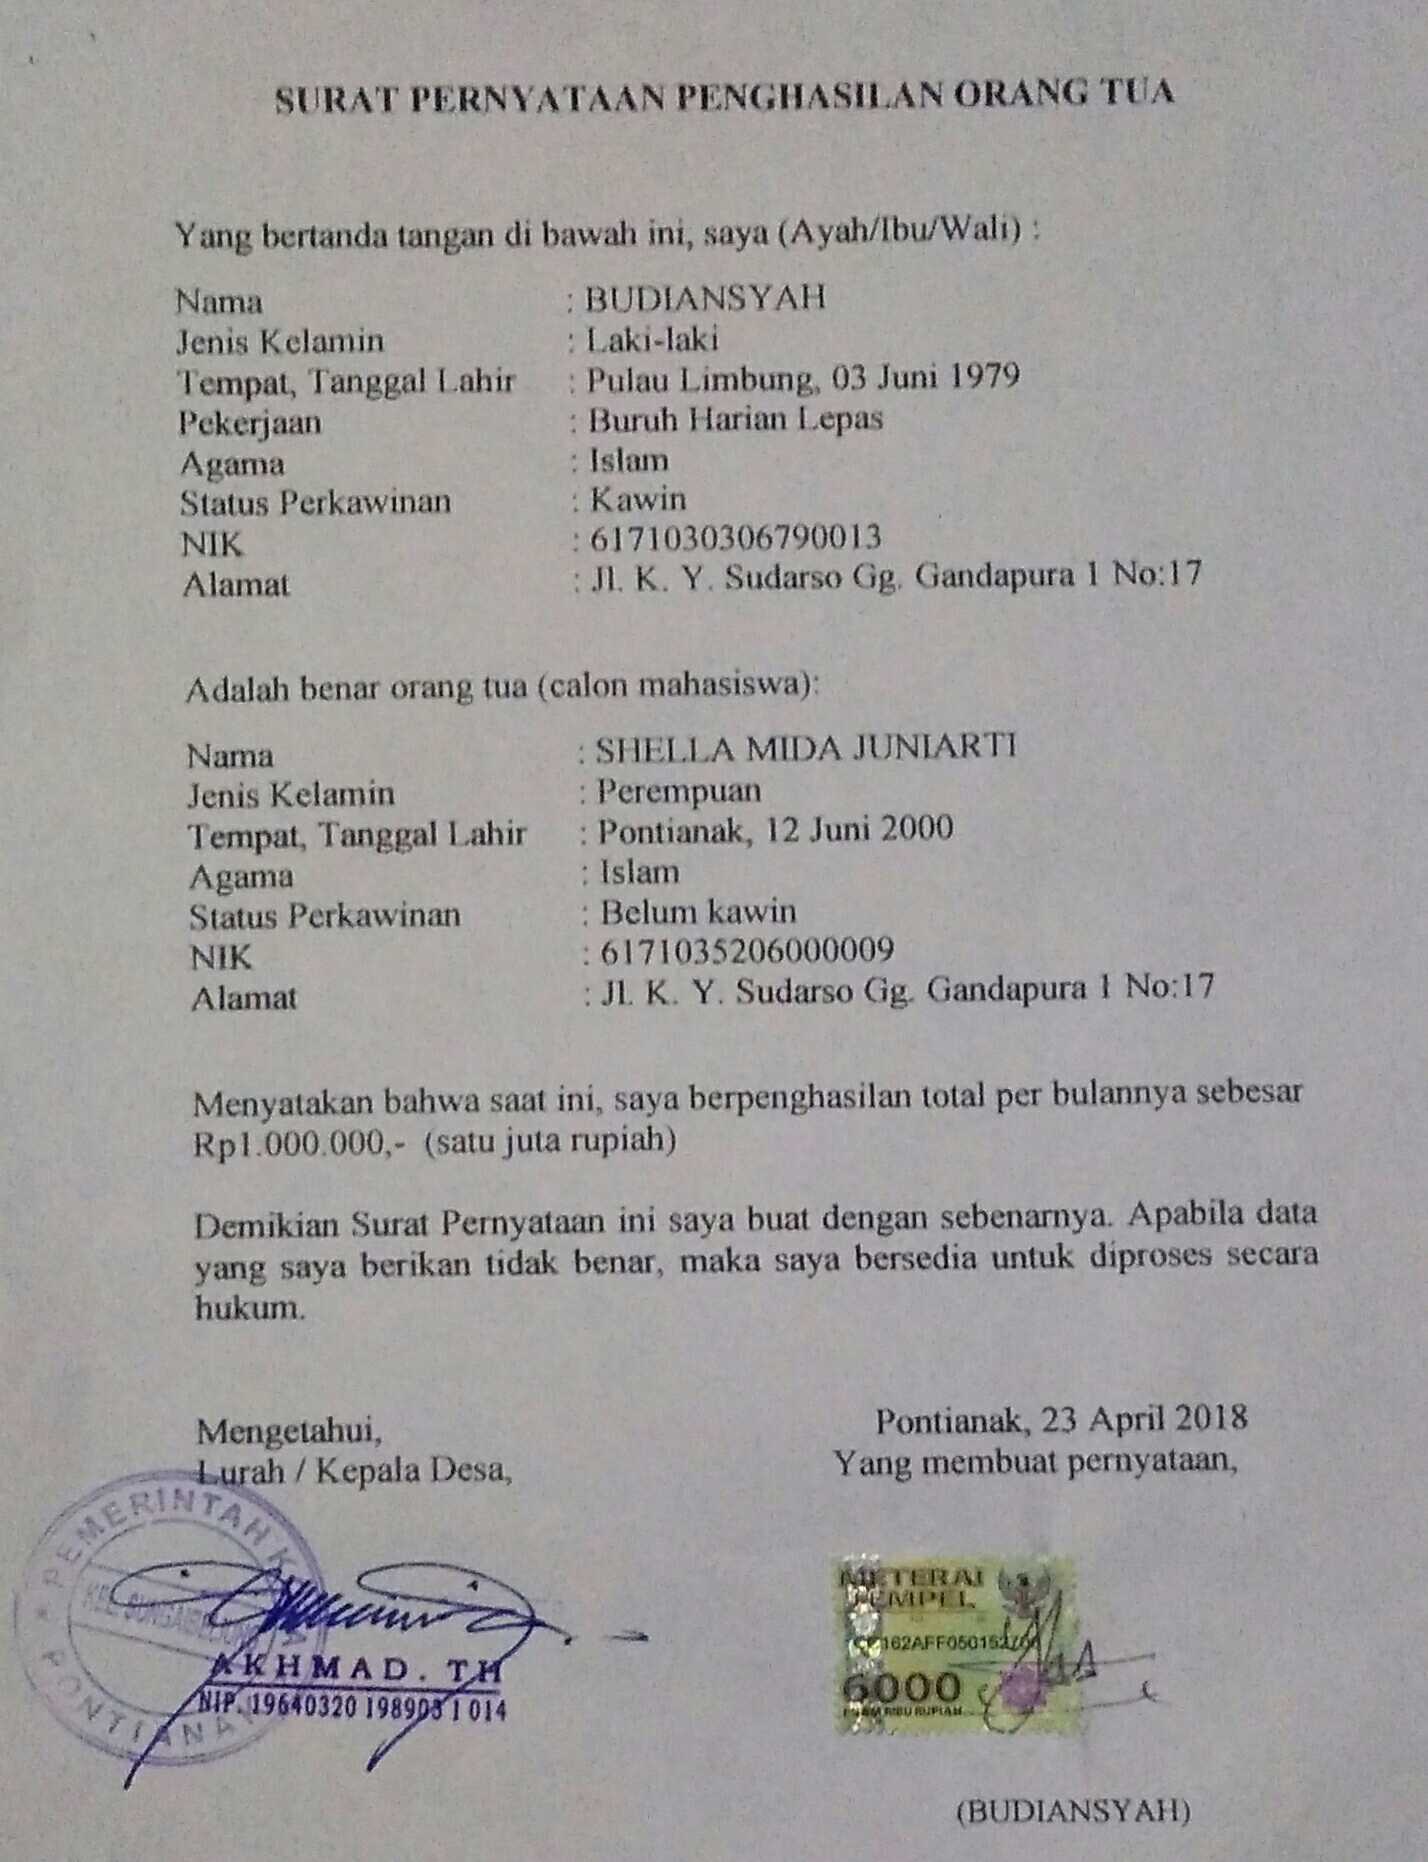 SURAT PERNYATAAN PENGHASILAN ORANG TUA
Yang bertanda tangan di bawah ini, saya (Ayah/Ibu/Wali) :
Nama : BUDIANSYAH
Jenis Kelamin : Laki-laki
Tempat, Tanggal Lahir : Pulau Limbung, 03 Juni 1979
Pekerjaan : Buruh Harian Lepas
Agama : Islam
Status Perkawinan : Kawin
NIK : 6171030306790013
Alamat : Jl. K. Y. Sudarso Gg. Gandapura 1 No:17
Adalah benar orang tua (calon mahasiswa):
Nama : SHELLA MIDA JUNIARTI
Jenis Kelamin : Perempuan
Tempat, Tanggal Lahir : Pontianak, 12 Juni 2000
Agama : Islam
Status Perkawinan : Belum kawin
NIK : 6171035206000009
Alamat : Jl. K. Y. Sudarso Gg. Gandapura 1 No:17
Menyatakan bahwa saat ini, saya berpenghasilan total per bulannya sebesar
Rp1.000.000,- (satu juta rupiah)
Demikian Surat Pernyataan ini saya buat dengan sebenarnya. Apabila data
yang saya berikan tidak benar, maka saya bersedia untuk diproses secara
hukum.
Pontianak, 23 April 2018
Mengetahui,
Lurah / Kepala Desa,
Yang membuat pernyataan,
PEMERINTAH
PONTIANAK
METERAI
TEMPEL
6000
ENAM RIBU RUPIAH
AKHMAD. TH
NIP. 19640320 198903 1 014
(BUDIANSYAH)